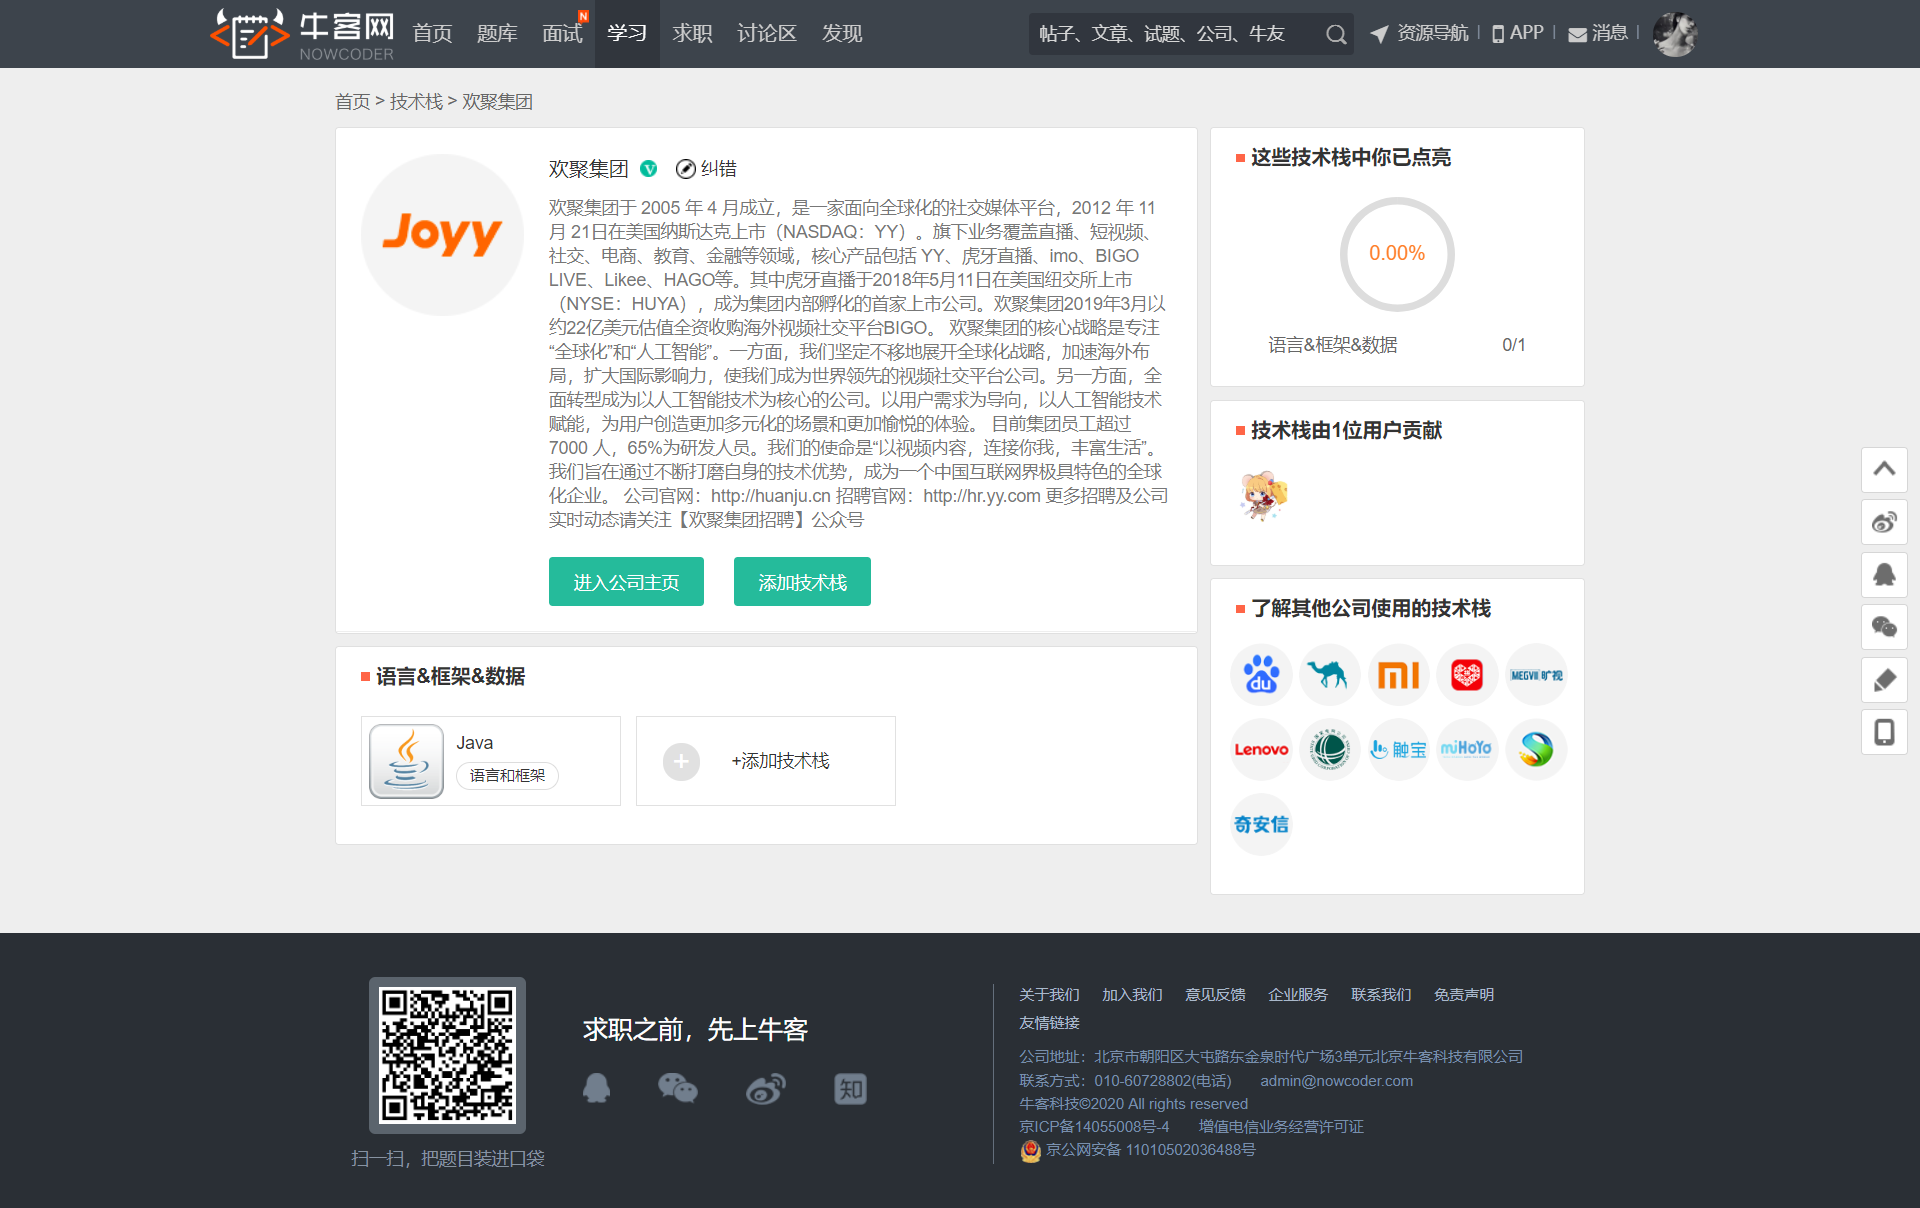 牛客网
NOWCODER
首页 题库 面试 N 学习 求职 讨论区 发现
帖子、文章、试题、公司、牛友
资源导航 APP 消息
首页 > 技术栈 > 欢聚集团
Joyy
欢聚集团 V 纠错
欢聚集团于 2005 年 4 月成立，是一家面向全球化的社交媒体平台，2012 年 11
月 21日在美国纳斯达克上市（NASDAQ：YY）。旗下业务覆盖直播、短视频、
社交、电商、教育、金融等领域，核心产品包括 YY、虎牙直播、imo、BIGO
LIVE、Likee、HAGO等。其中虎牙直播于2018年5月11日在美国纽交所上市
（NYSE：HUYA），成为集团内部孵化的首家上市公司。欢聚集团2019年3月以
约22亿美元估值全资收购海外视频社交平台BIGO。 欢聚集团的核心战略是专注
“全球化”和“人工智能”。一方面，我们坚定不移地展开全球化战略，加速海外布
局，扩大国际影响力，使我们成为世界领先的视频社交平台公司。另一方面，全
面转型成为以人工智能技术为核心的公司。以用户需求为导向，以人工智能技术
赋能，为用户创造更加多元化的场景和更加愉悦的体验。 目前集团员工超过
7000 人，65%为研发人员。我们的使命是“以视频内容，连接你我，丰富生活”。
我们旨在通过不断打磨自身的技术优势，成为一个中国互联网界极具特色的全球
化企业。 公司官网：http://huanju.cn 招聘官网：http://hr.yy.com 更多招聘及公司
实时动态请关注【欢聚集团招聘】公众号
进入公司主页 添加技术栈
语言&框架&数据
Java
语言和框架
+添加技术栈
这些技术栈中你已点亮
0.00%
语言&框架&数据 0/1
技术栈由1位用户贡献
了解其他公司使用的技术栈
du
MI
MEGVII 旷视
Lenovo
触宝
miHoYo
奇安信
求职之前，先上牛客
知
扫一扫，把题目装进口袋
关于我们 加入我们 意见反馈 企业服务 联系我们 免责声明
友情链接
公司地址：北京市朝阳区大屯路东金泉时代广场3单元北京牛客科技有限公司
联系方式：010-60728802(电话) admin@nowcoder.com
牛客科技©2020 All rights reserved
京ICP备14055008号-4 增值电信业务经营许可证
京公网安备 11010502036488号